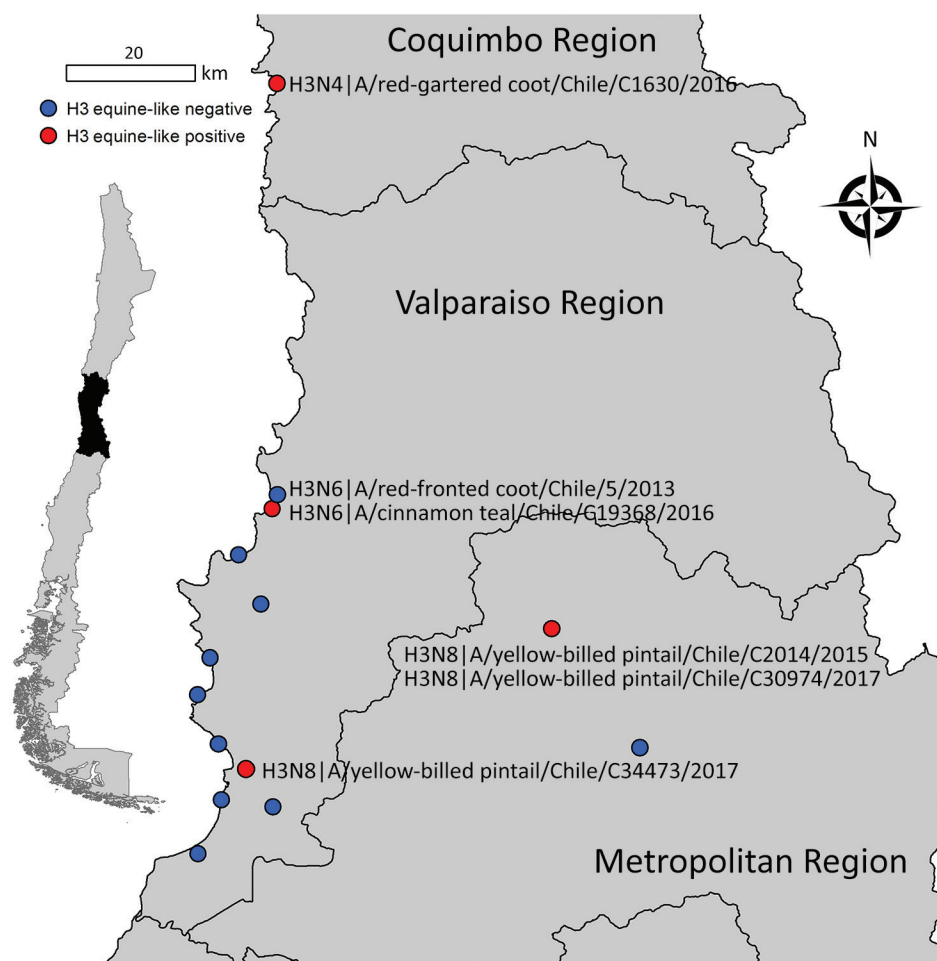 Coquimbo Region
20
km
H3N4|A/red-gartered coot/Chile/C1630/2016
H3 equine-like negative
H3 equine-like positive
N
Valparaiso Region
H3N6|A/red-fronted coot/Chile/5/2013
H3N6|A/cinnamon teal/Chile/G19368/2016
H3N8|A/yellow-billed pintail/Chile/C2014/2015
H3N8|A/yellow-billed pintail/Chile/C30974/2017
H3N8|A/yellow-billed pintail/Chile/C34473/2017
Metropolitan Region